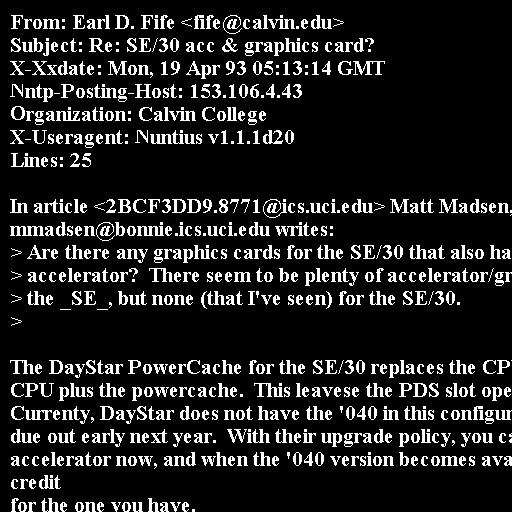 From: Earl D. Fife <fife@calvin.edu>
Subject: Re: SE/30 acc & graphics card?
X-Xxdate: Mon, 19 Apr 93 05:13:14 GMT
Nntp-Posting-Host: 153.106.4.43
Organization: Calvin College
X-Useragent: Nuntius v1.1.1d20
Lines: 25

In article <2BCF3DD9.8771@ics.uci.edu> Matt Madsen,
mmadsen@bonnie.ics.uci.edu writes:
> Are there any graphics cards for the SE/30 that also ha
> accelerator?  There seem to be plenty of accelerator/gr
> the _SE_, but none (that I've seen) for the SE/30.
>

The DayStar PowerCache for the SE/30 replaces the CP
CPU plus the powercache.  This leavese the PDS slot ope
Currenty, DayStar does not have the '040 in this configur
due out early next year.  With their upgrade policy, you ca
accelerator now, and when the '040 version becomes ava
credit
for the one you have.